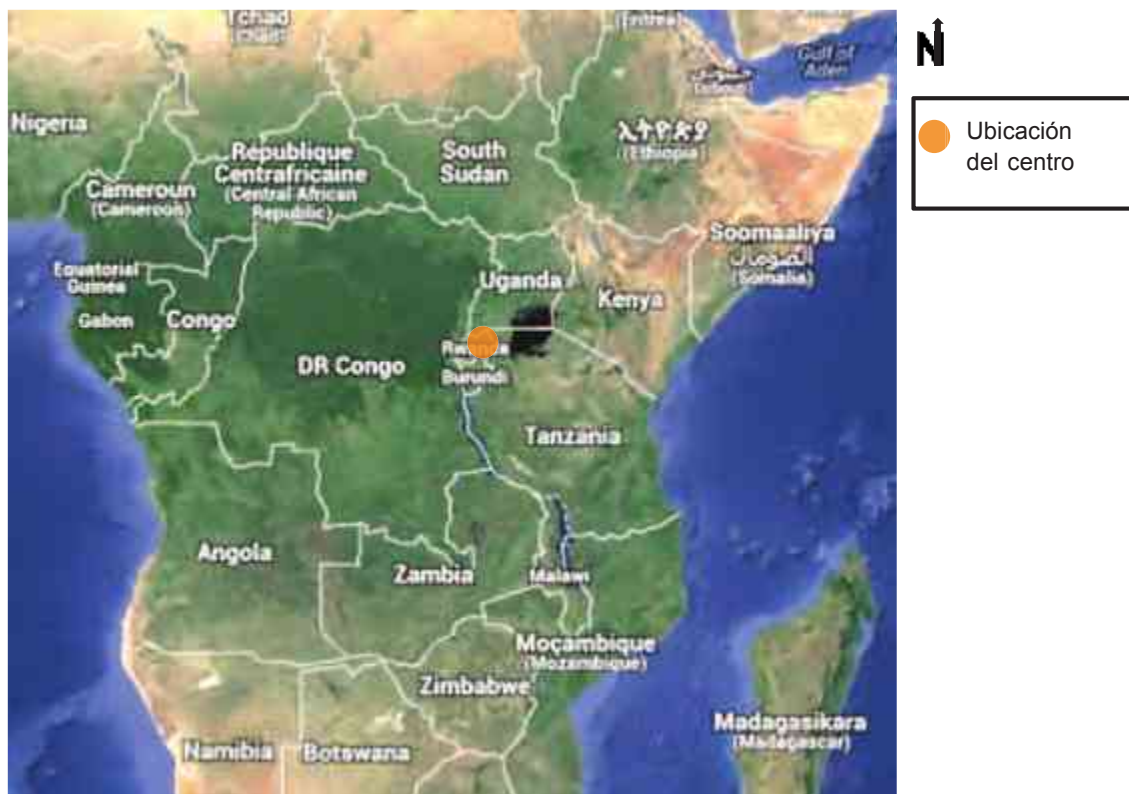 Tchad
(Eritrea)
Gulf of
Aden
N
Ubicación
del centro
Nigeria
ኢትዮጵያ
(Ethiopia)
République
Centrafricaine
(Central African
Republic)
South
Sudan
Cameroun
(Cameroon)
Soomaaliya
الصومال
(Somalia)
Equatorial
Guinea
Uganda
Kenya
Gabon
Congo
Rwanda
DR Congo
Burundi
Tanzania
Angola
Zambia
Malawi
Moçambique
(Mozambique)
Zimbabwe
Madagasikara
(Madagascar)
Namibia
Botswana